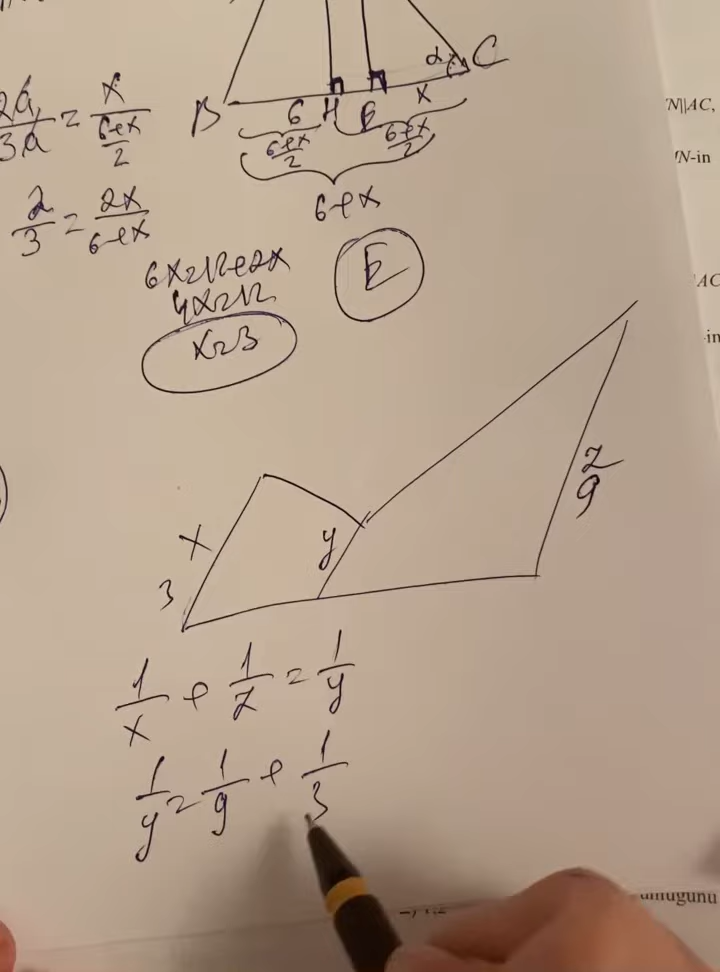 2a/3a = x/((6+x)/2)
2/3 = 2x/(6+x)
α
C
B
6
H
E
x
(6+x)/2
(6+x)/2
6+x
6x=12+2x
4x=12
x=3
E
N||AC,
N-in
AC
-in
x
3
y
z
9
1/x + 1/z = 1/y
1/y = 1/9 + 1/3